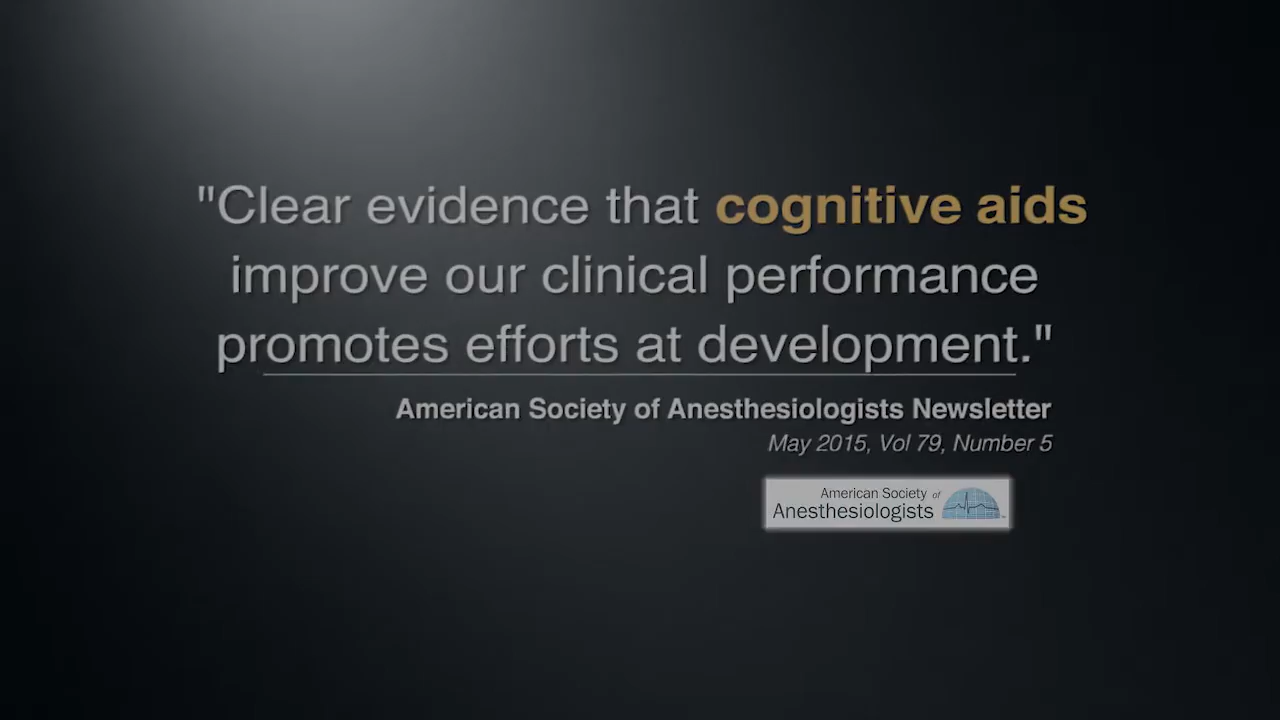 "Clear evidence that cognitive aids
improve our clinical performance
promotes efforts at development."
American Society of Anesthesiologists Newsletter
May 2015, Vol 79, Number 5
American Society of
Anesthesiologists